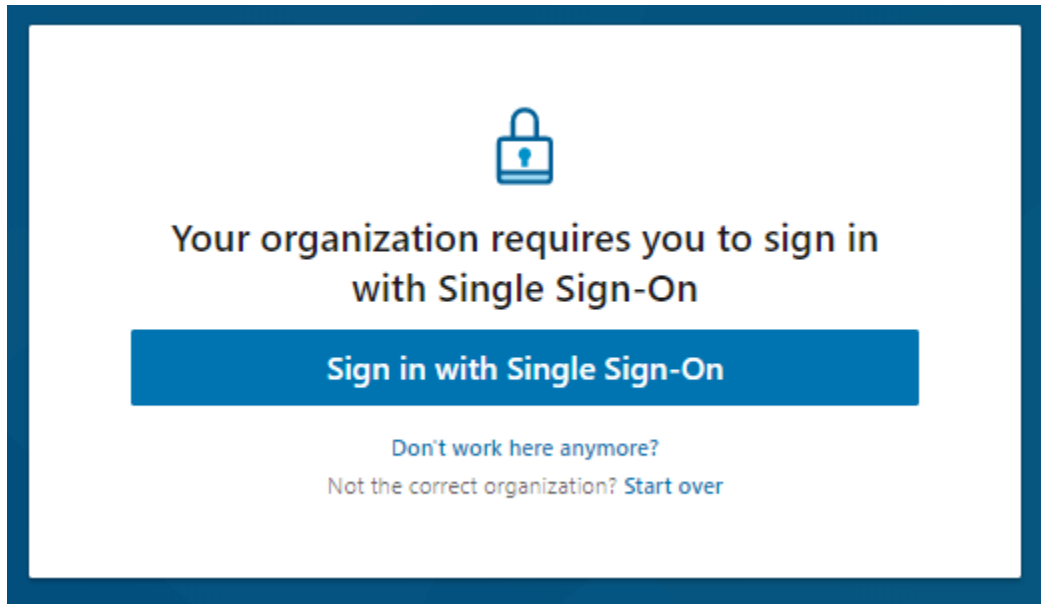 Your organization requires you to sign in
with Single Sign-On
Sign in with Single Sign-On
Don't work here anymore?
Not the correct organization? Start over